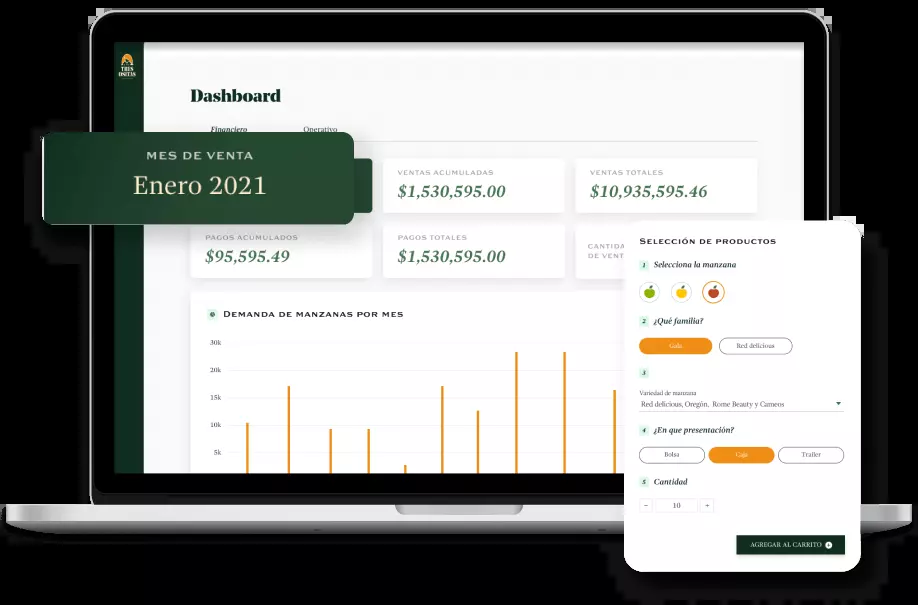 TRES
OSITAS
Dashboard
Financiero
Operativo
MES DE VENTA
Enero 2021
VENTAS ACUMULADAS
$1,530,595.00
VENTAS TOTALES
$10,935,595.46
PAGOS ACUMULADOS
$95,595.49
PAGOS TOTALES
$1,530,595.00
CANTIDA
DE VENT
DEMANDA DE MANZANAS POR MES
30k
20k
15k
10k
5k
SELECCIÓN DE PRODUCTOS
1 Selecciona la manzana
2 ¿Qué familia?
Gala
Red delicious
3
Variedad de manzana
Red delicious, Oregón, Rome Beauty y Cameos
4 ¿En que presentación?
Bolsa
Caja
Trailer
5 Cantidad
- 10 +
AGREGAR AL CARRITO